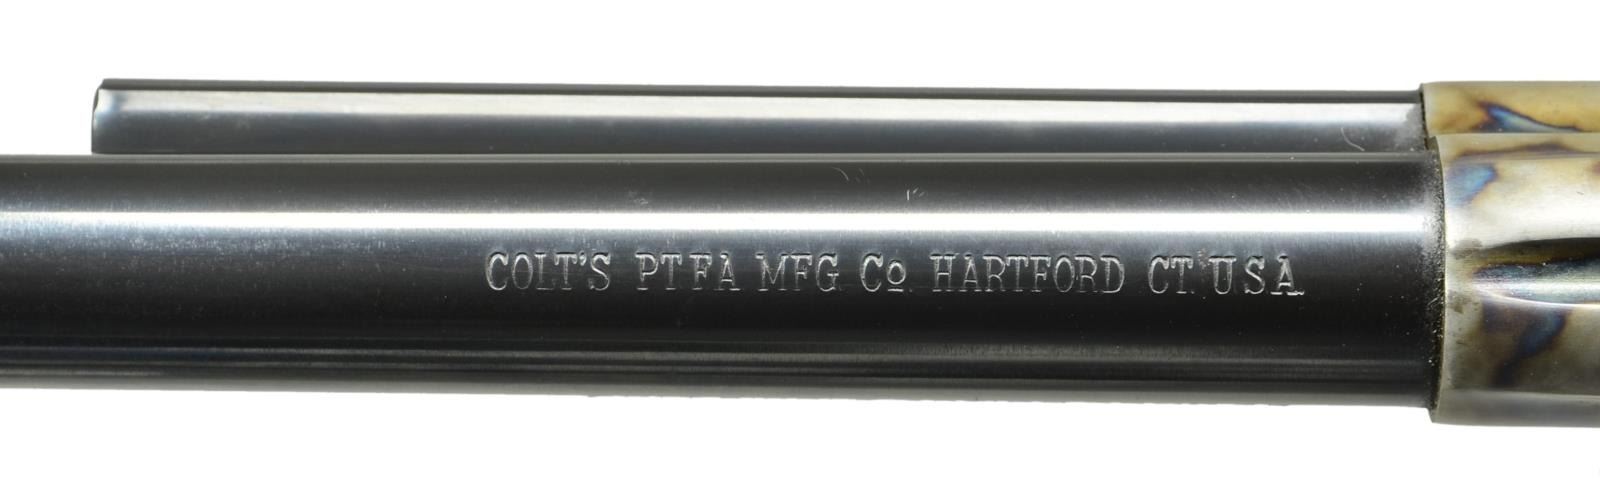 COLT'S PT FA MFG Co HARTFORD CT. USA